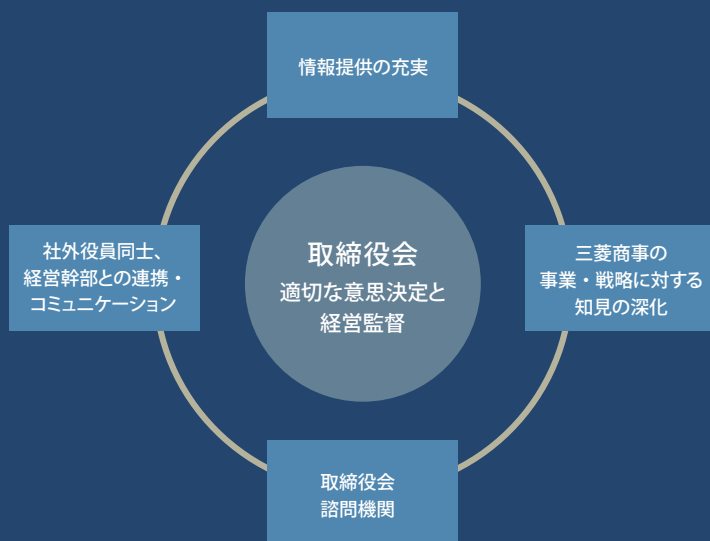 情報提供の充実
社外役員同士、
経営幹部との連携・
コミュニケーション
取締役会
適切な意思決定と
経営監督
三菱商事の
事業・戦略に対する
知見の深化
取締役会
諮問機関